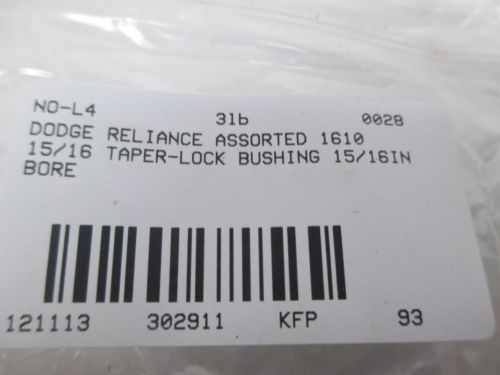 NO-L4 3lb 0028
DODGE RELIANCE ASSORTED 1610
15/16 TAPER-LOCK BUSHING 15/16IN
BORE
121113 302911 KFP 93